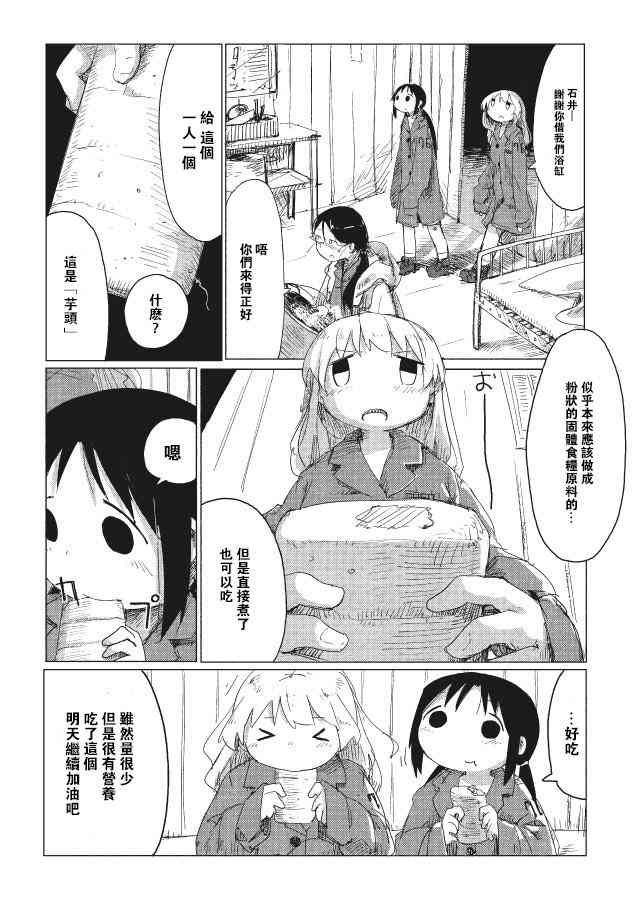 石井─
謝謝你借我們浴缸
唔
你們來得正好
給 這個
一人一個
什麽？
這是「芋頭」
お
似乎本來應該做成
粉狀的固體食糧原料的…
但是直接煮了
也可以吃
嗯
カプ
…好吃
雖然量很少
但是很有營養
吃了這個
明天繼續加油吧